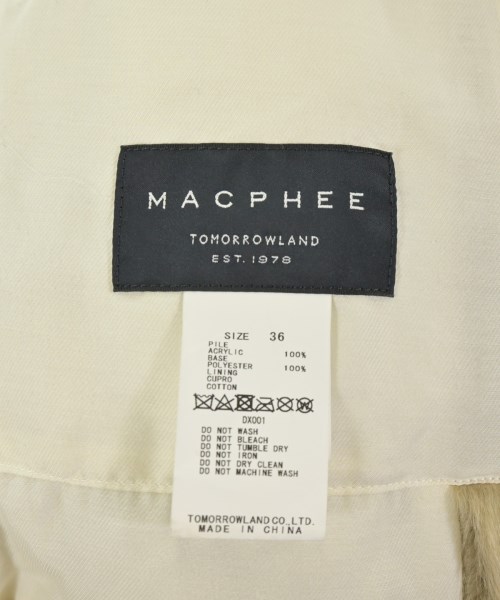 MACPHEE
TOMORROWLAND
EST. 1978
SIZE 36
PILE
ACRYLIC 100%
BASE
POLYESTER 100%
LINING
CUPRO
COTTON
DX001
DO NOT WASH
DO NOT BLEACH
DO NOT TUMBLE DRY
DO NOT IRON
DO NOT DRY CLEAN
DO NOT MACHINE WASH
TOMORROWLAND CO., LTD.
MADE IN CHINA